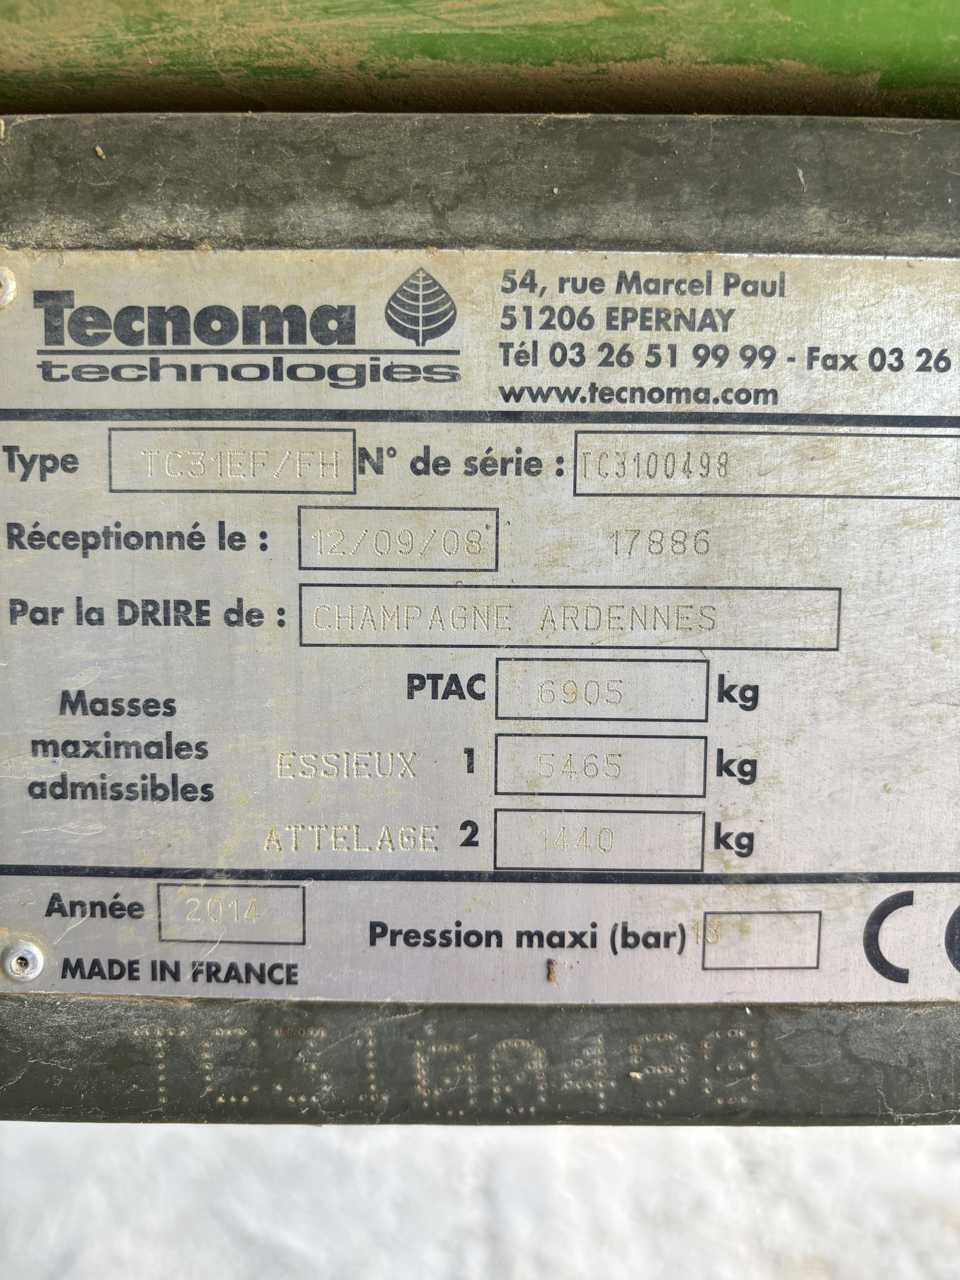 Tecnoma
technologies
54, rue Marcel Paul
51206 EPERNAY
Tél 03 26 51 99 99 - Fax 03 26
www.tecnoma.com
Type TC31EF/FH N° de série : TC3100498
Réceptionné le : 12/09/08 17886
Par la DRIRE de : CHAMPAGNE ARDENNES
Masses maximales admissibles
PTAC 6905 kg
ESSIEUX 1 5465 kg
ATTELAGE 2 1440 kg
Année 2014
Pression maxi (bar)
MADE IN FRANCE
CE
TC3100498